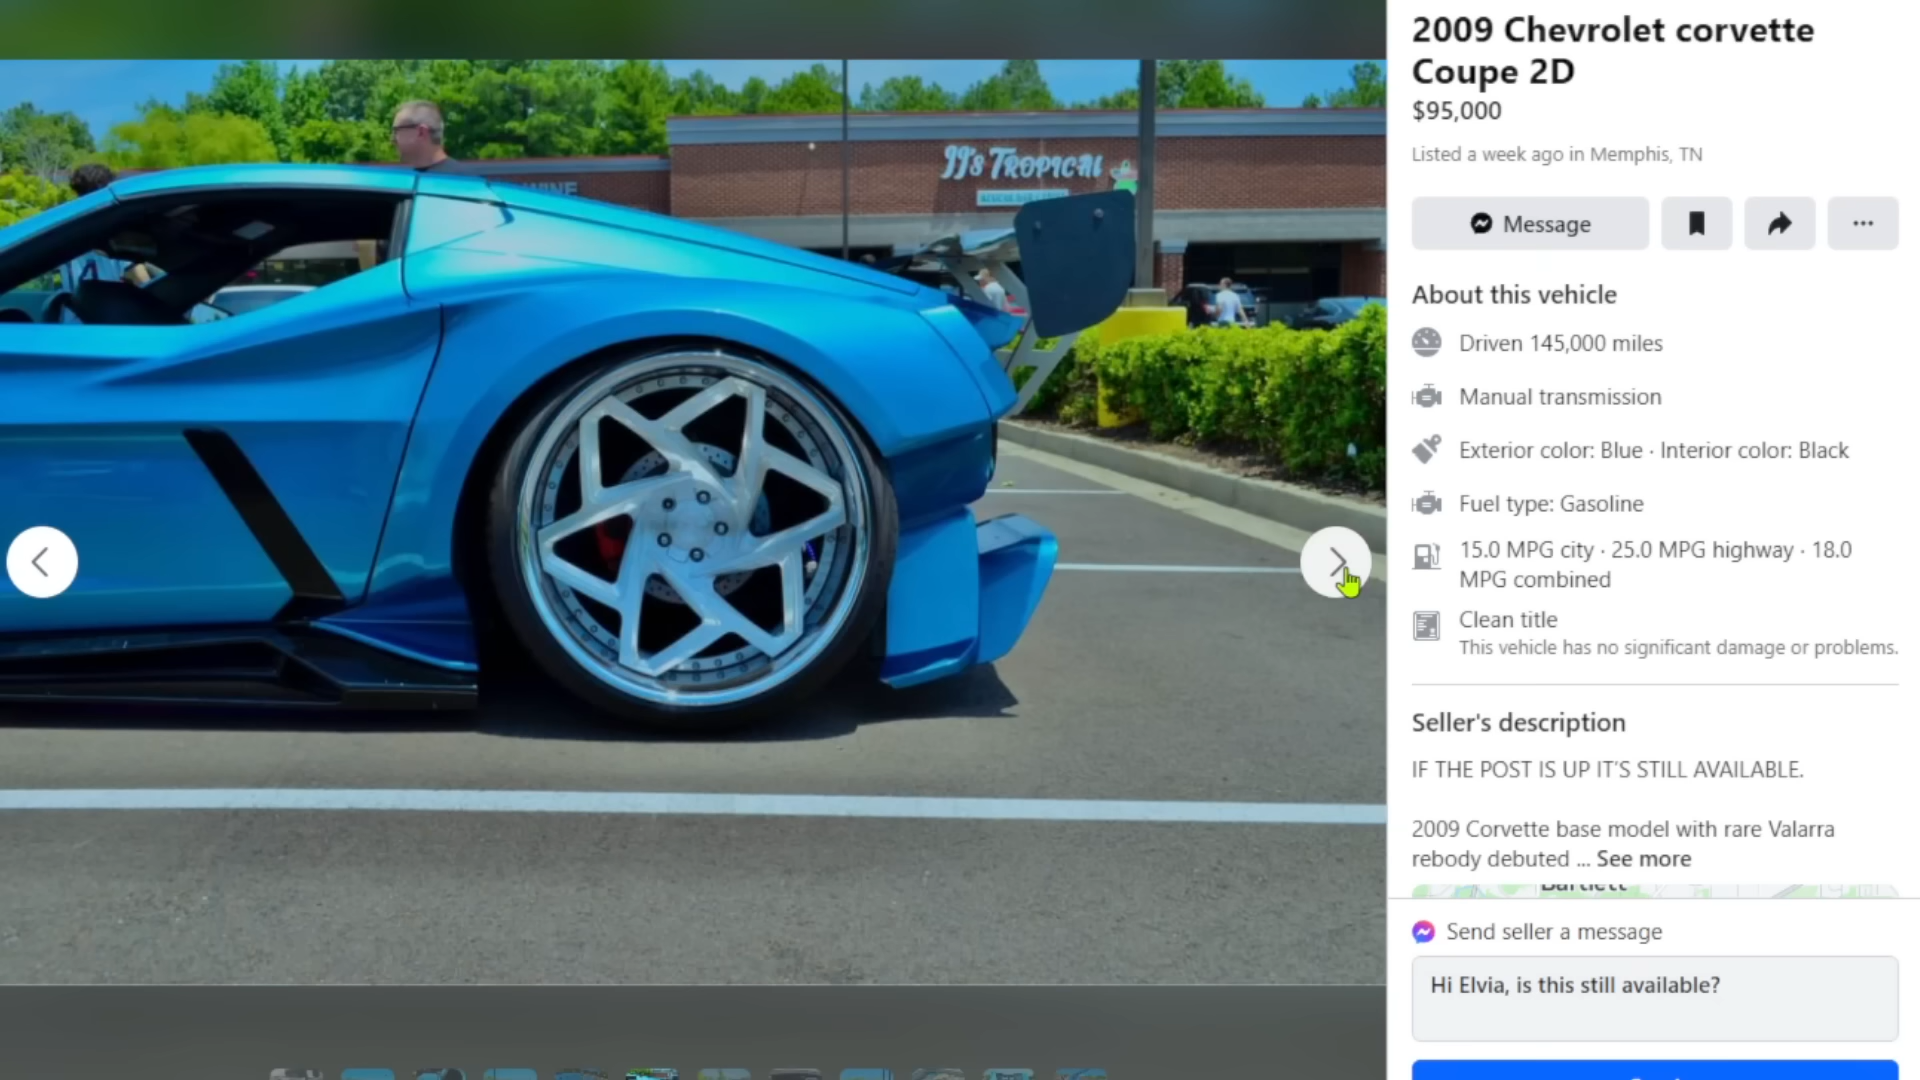 2009 Chevrolet corvette
Coupe 2D
$95,000
Listed a week ago in Memphis, TN
Message
About this vehicle
Driven 145,000 miles
Manual transmission
Exterior color: Blue · Interior color: Black
Fuel type: Gasoline
15.0 MPG city · 25.0 MPG highway · 18.0
MPG combined
Clean title
This vehicle has no significant damage or problems.
Seller's description
IF THE POST IS UP IT'S STILL AVAILABLE.
2009 Corvette base model with rare Valarra
rebody debuted ... See more
Bartlett
Send seller a message
Hi Elvia, is this still available?
JJ's TROPICAL
WINE